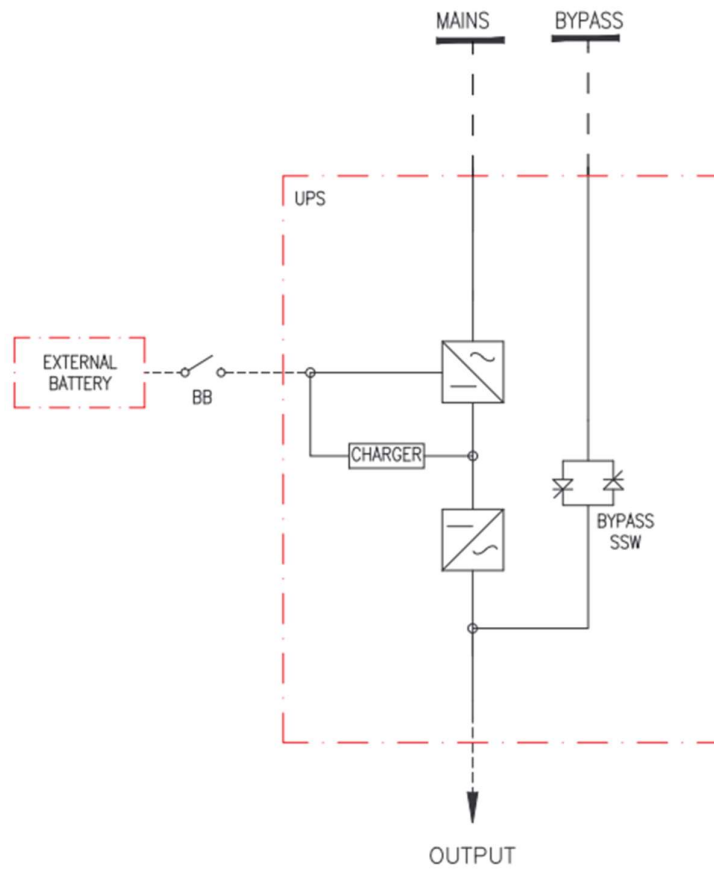 MAINS
BYPASS
UPS
EXTERNAL
BATTERY
BB
CHARGER
BYPASS
SSW
OUTPUT